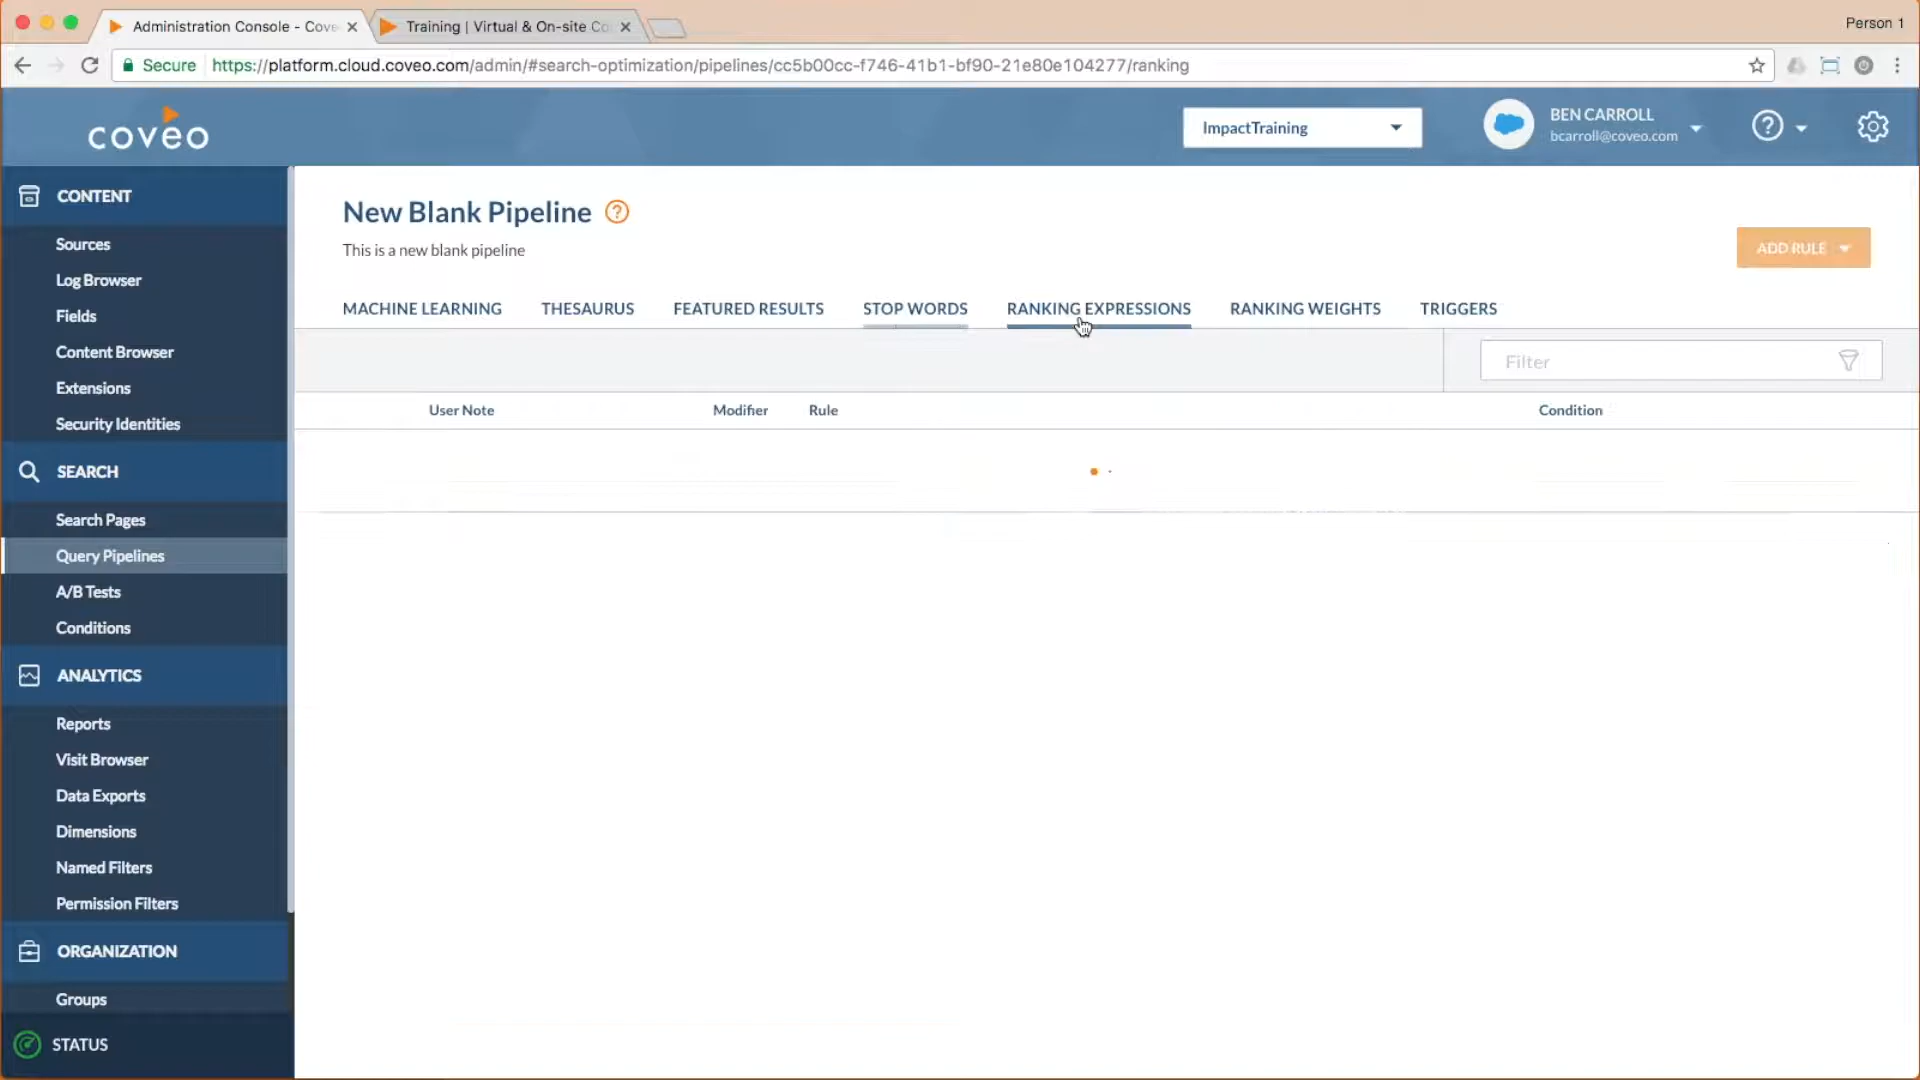 Administration Console - Cove
Training | Virtual & On-site Co
Person 1
Secure
https://platform.cloud.coveo.com/admin/#search-optimization/pipelines/cc5b00cc-f746-41b1-bf90-21e80e104277/ranking
coveo
ImpactTraining
BEN CARROLL
bcarroll@coveo.com
?
CONTENT
Sources
Log Browser
Fields
Content Browser
Extensions
Security Identities
SEARCH
Search Pages
Query Pipelines
A/B Tests
Conditions
ANALYTICS
Reports
Visit Browser
Data Exports
Dimensions
Named Filters
Permission Filters
ORGANIZATION
Groups
STATUS
New Blank Pipeline ?
This is a new blank pipeline
ADD RULE
MACHINE LEARNING THESAURUS FEATURED RESULTS STOP WORDS RANKING EXPRESSIONS RANKING WEIGHTS TRIGGERS
Filter
User Note Modifier Rule Condition